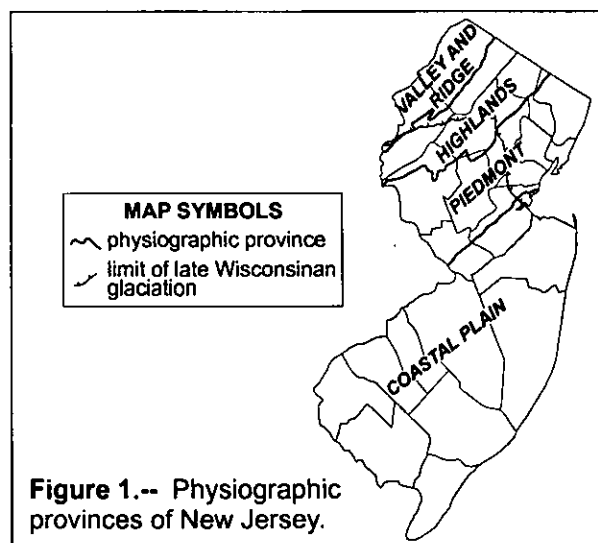 VALLEY AND
RIDGE
HIGHLANDS
PIEDMONT
MAP SYMBOLS
physiographic province
limit of late Wisconsinan
glaciation
COASTAL PLAIN
Figure 1.-- Physiographic
provinces of New Jersey.